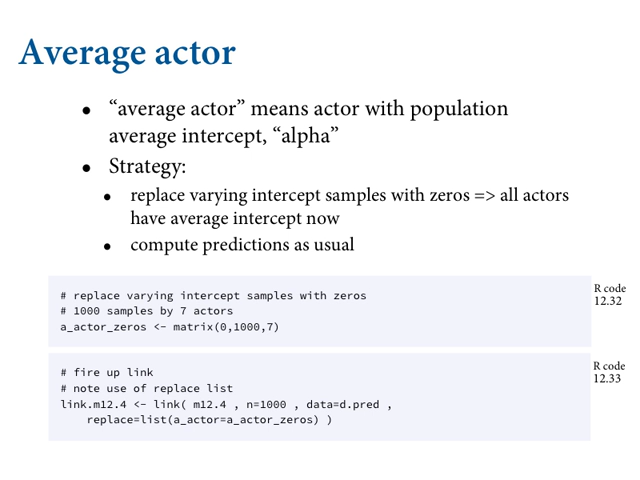 Average actor
• “average actor” means actor with population
average intercept, “alpha”
• Strategy:
• replace varying intercept samples with zeros => all actors
have average intercept now
• compute predictions as usual
# replace varying intercept samples with zeros
# 1000 samples by 7 actors
a_actor_zeros <- matrix(0,1000,7)
R code
12.32
# fire up link
# note use of replace list
link.m12.4 <- link( m12.4 , n=1000 , data=d.pred ,
    replace=list(a_actor=a_actor_zeros) )
R code
12.33